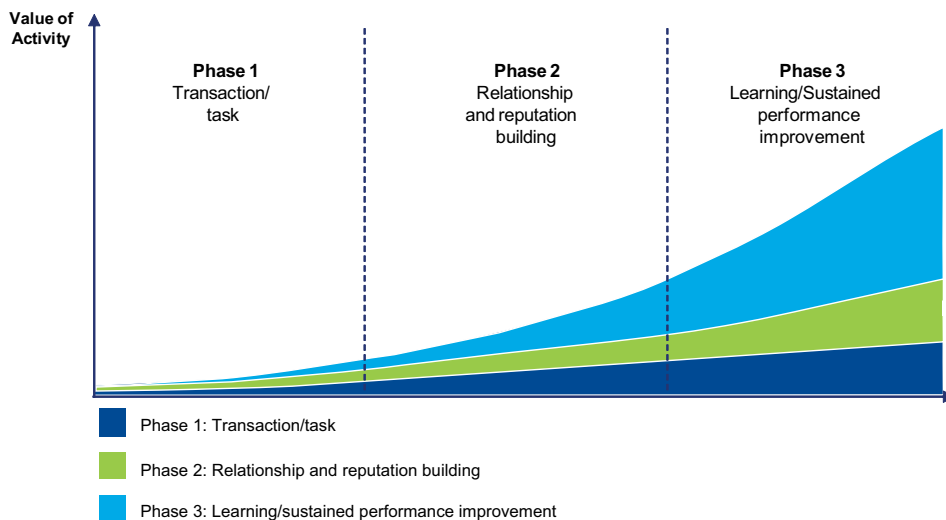 Value of
Activity
Phase 1
Transaction/
task
Phase 2
Relationship
and reputation
building
Phase 3
Learning/Sustained
performance
improvement
Phase 1: Transaction/task
Phase 2: Relationship and reputation building
Phase 3: Learning/sustained performance improvement